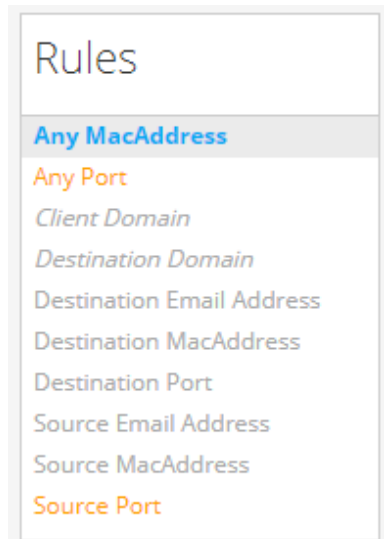 Rules
Any MacAddress
Any Port
Client Domain
Destination Domain
Destination Email Address
Destination MacAddress
Destination Port
Source Email Address
Source MacAddress
Source Port